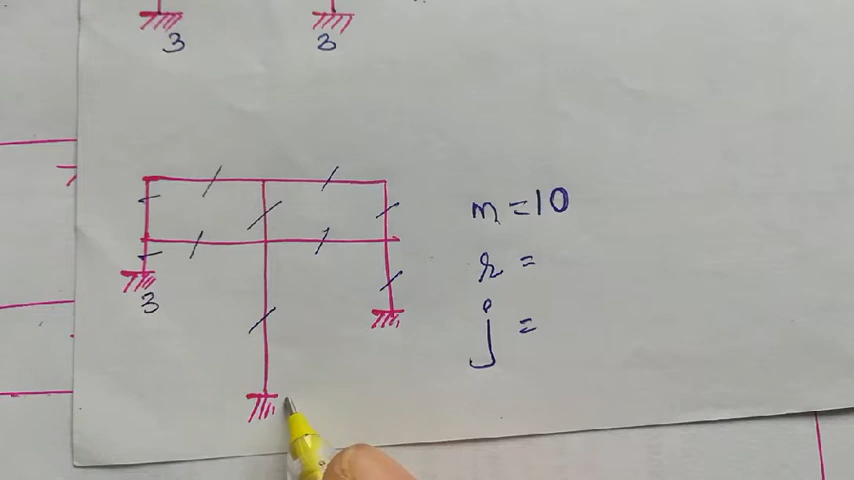 3 3
m = 10
r =
3
j =